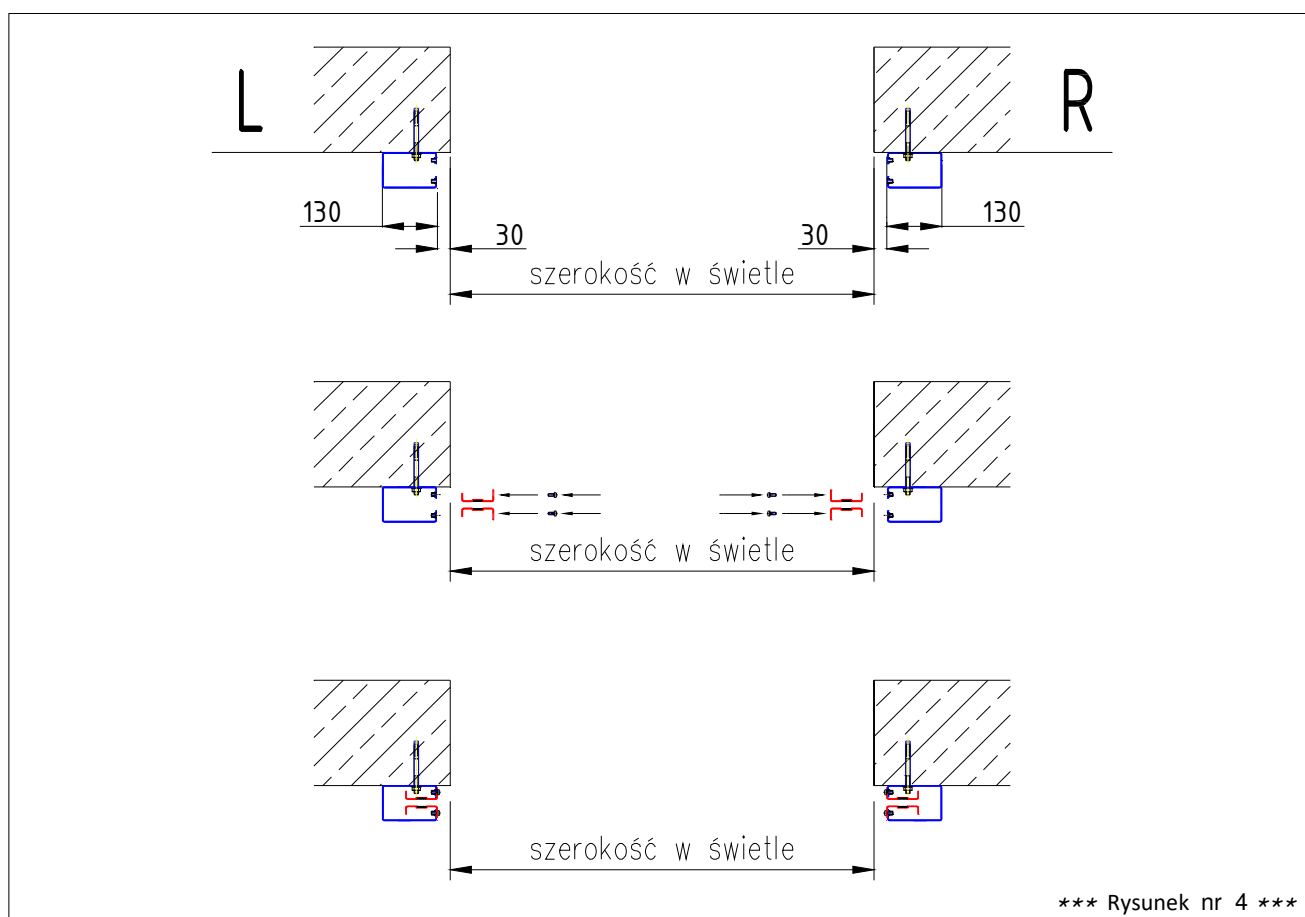 L R
130 30 30 130
szerokość w świetle
szerokość w świetle
szerokość w świetle
*** Rysunek nr 4 ***